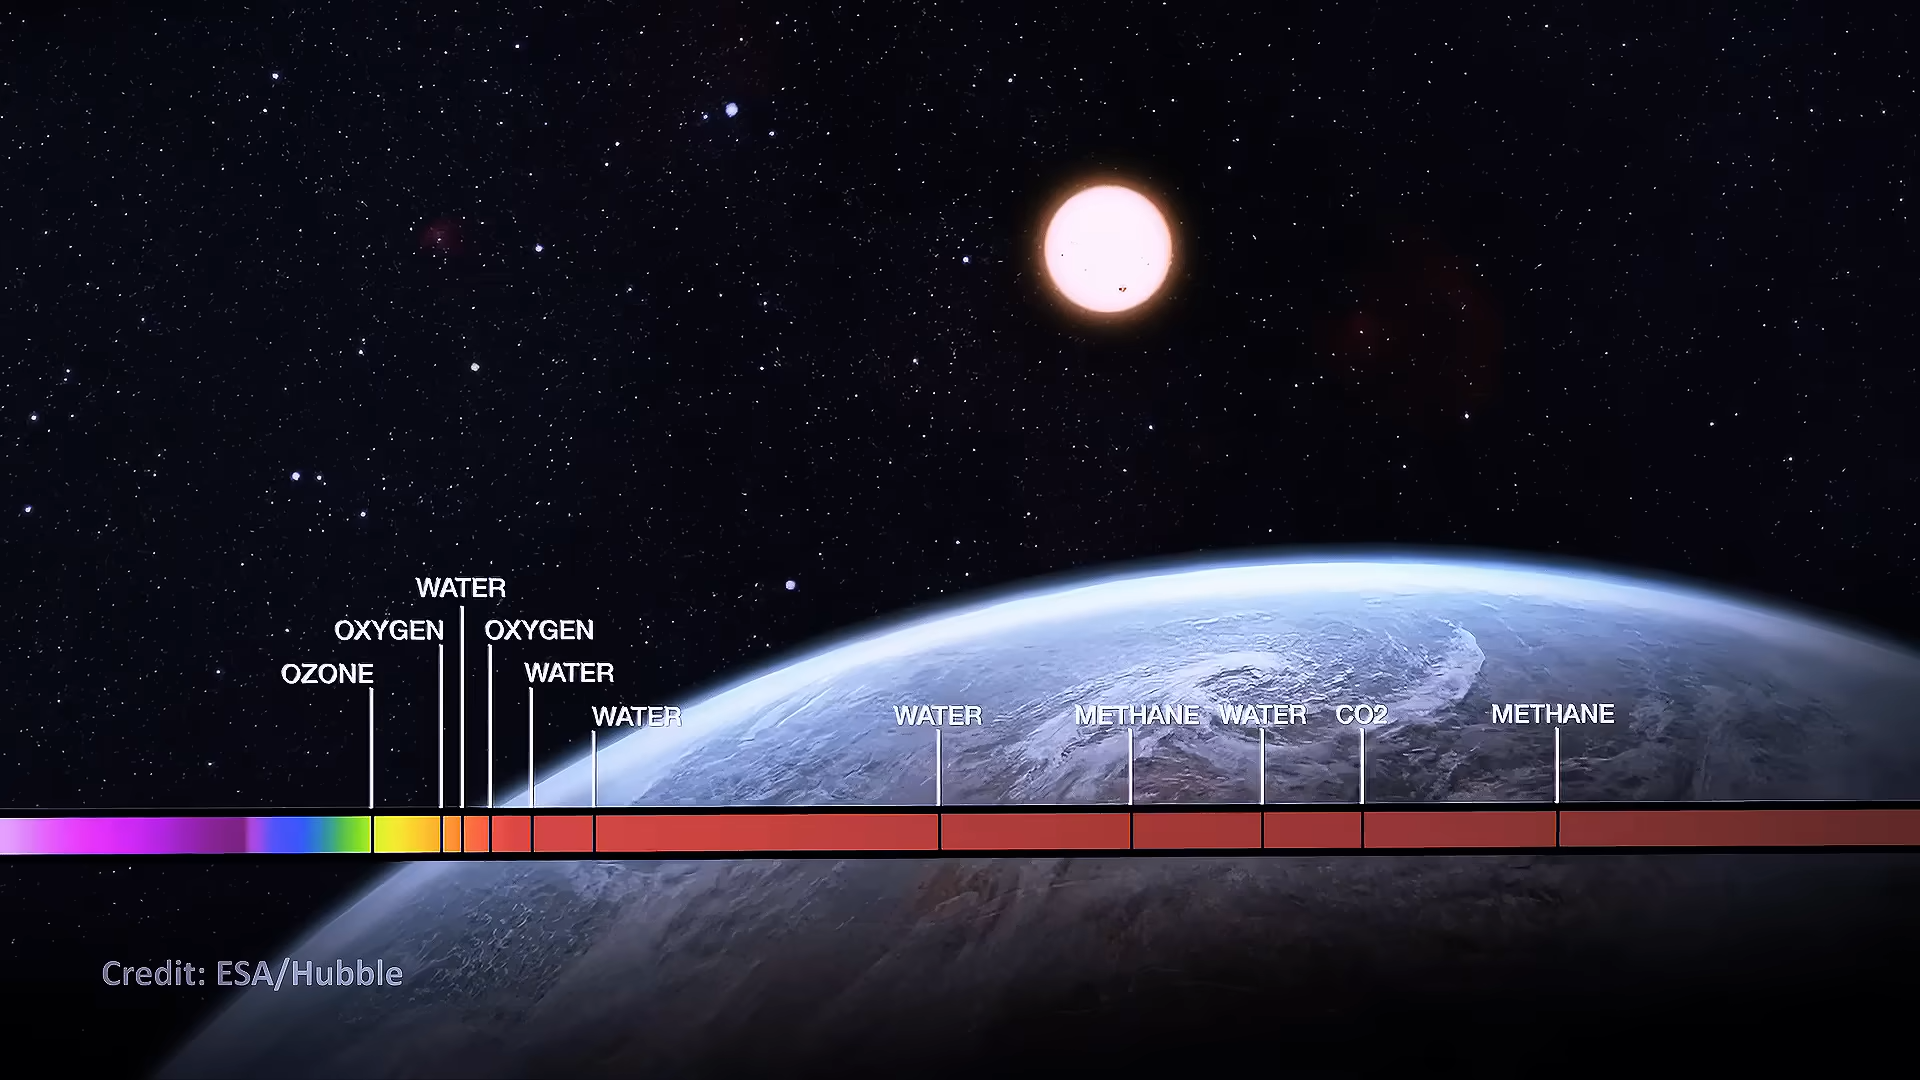 WATER
OXYGEN
OXYGEN
OZONE
WATER
WATER
WATER
METHANE
WATER
CO2
METHANE
Credit: ESA/Hubble